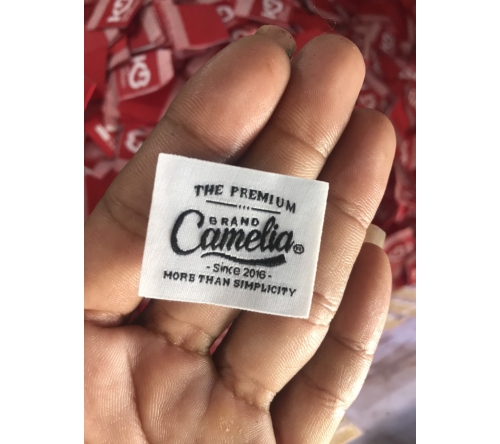 THE PREMIUM
BRAND
Camelia®
- Since 2016 -
MORE THAN SIMPLICITY